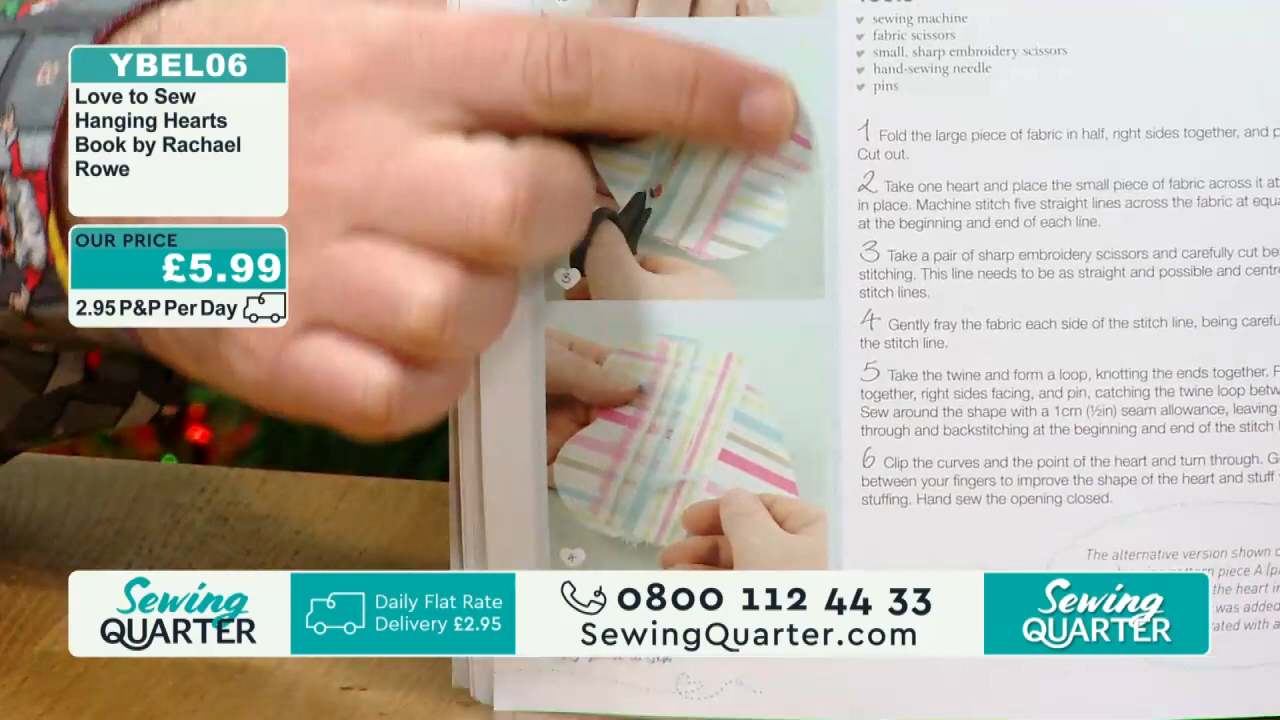 YBEL06
Love to Sew
Hanging Hearts
Book by Rachael
Rowe
OUR PRICE
£5.99
2.95 P&P Per Day
sewing machine
fabric scissors
small, sharp embroidery scissors
hand-sewing needle
pins
1 Fold the large piece of fabric in half, right sides together, and
Cut out.
2 Take one heart and place the small piece of fabric across it at
in place. Machine stitch five straight lines across the fabric at
at the beginning and end of each line.
3 Take a pair of sharp embroidery scissors and carefully cut
stitching. This line needs to be as straight and possible and
stitch lines.
4 Gently fray the fabric each side of the stitch line, being
the stitch line.
5 Take the twine and form a loop, knotting the ends together.
together, right sides facing, and pin, catching the twine loop
Sew around the shape with a 1cm (½in) seam allowance, leaving
through and backstitching at the beginning and end of the stitch
6 Clip the curves and the point of the heart and turn through.
between your fingers to improve the shape of the heart and stuff
stuffing. Hand sew the opening closed.
3
4
The alternative version shown
piece A
the heart
was added
with a
Sewing
QUARTER
Daily Flat Rate
Delivery £2.95
0800 112 44 33
SewingQuarter.com
Sewing
QUARTER